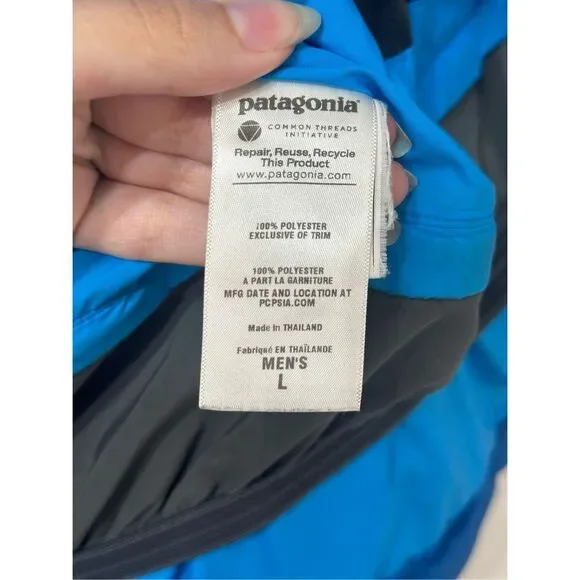 patagonia®
COMMON THREADS
INITIATIVE
Repair, Reuse, Recycle
This Product
www.patagonia.com
100% POLYESTER
EXCLUSIVE OF TRIM
100% POLYESTER
A PART LA GARNITURE
MFG DATE AND LOCATION AT
PCPSIA.COM
Made in THAILAND
Fabriqué EN THAÏLANDE
MEN'S
L